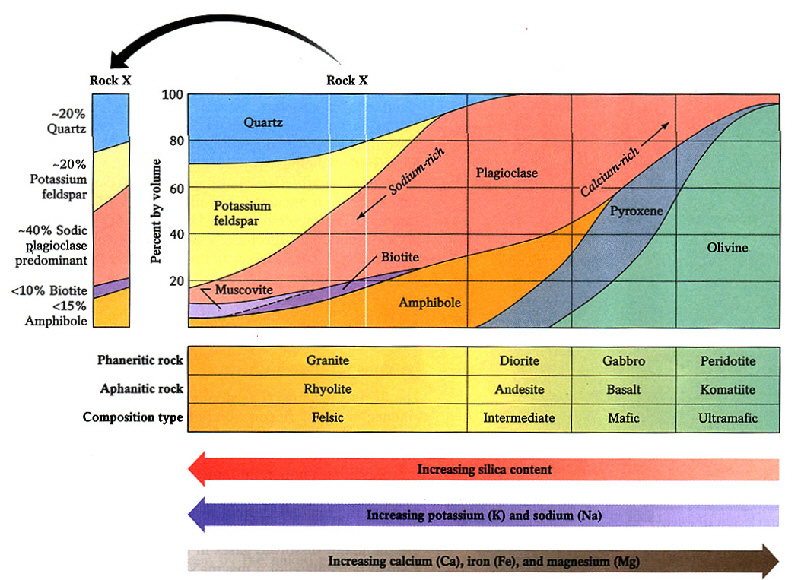 Rock X
Rock X
~20%
Quartz
~20%
Potassium
feldspar
~40% Sodic
plagioclase
predominant
<10% Biotite
<15%
Amphibole
Percent by volume
100
80
60
40
20
Quartz
Potassium
feldspar
Sodium-rich
Plagioclase
Calcium-rich
Pyroxene
Olivine
Muscovite
Biotite
Amphibole
Phaneritic rock Granite Diorite Gabbro Peridotite
Aphanitic rock Rhyolite Andesite Basalt Komatiite
Composition type Felsic Intermediate Mafic Ultramafic
Increasing silica content
Increasing potassium (K) and sodium (Na)
Increasing calcium (Ca), iron (Fe), and magnesium (Mg)